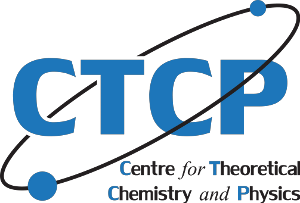 CTCP
Centre for Theoretical
Chemistry and Physics